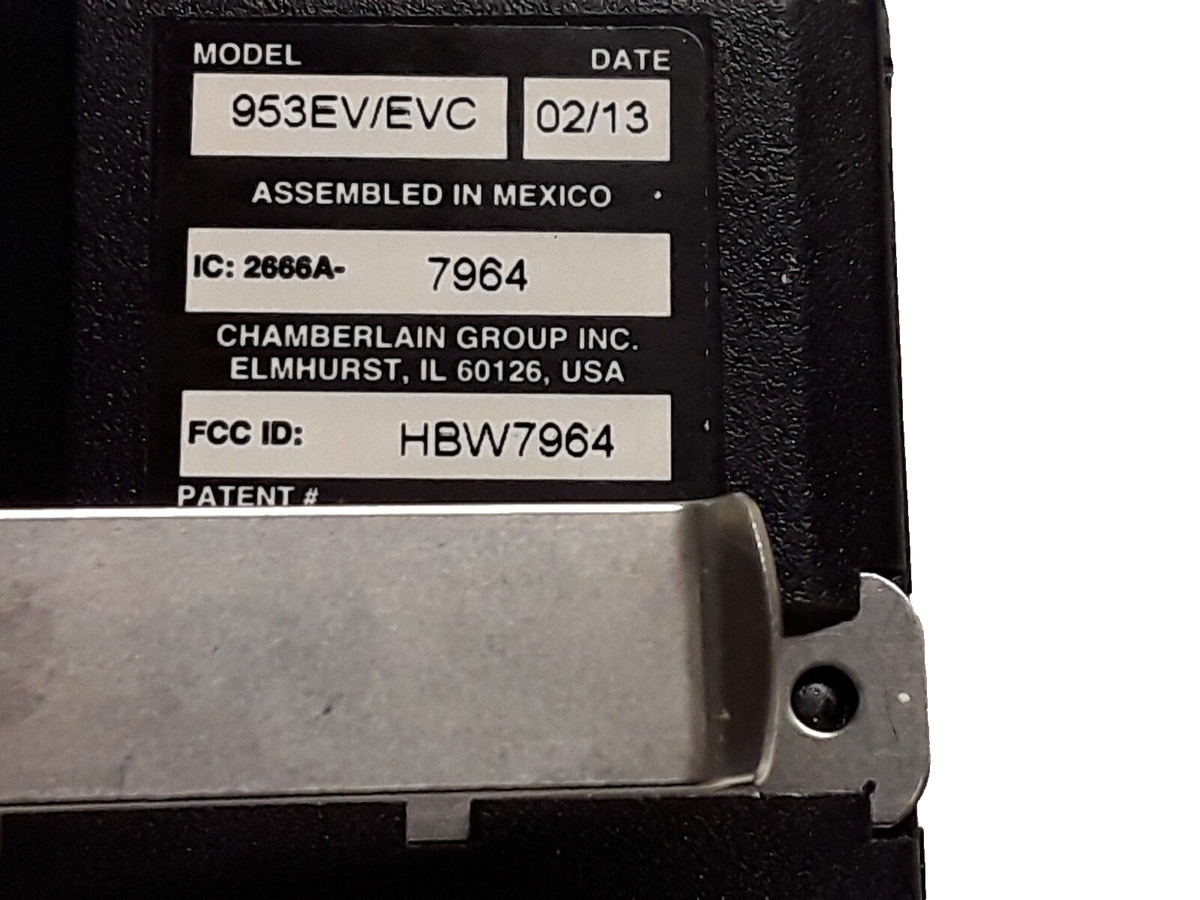 MODEL DATE
953EV/EVC 02/13
ASSEMBLED IN MEXICO
IC: 2666A- 7964
CHAMBERLAIN GROUP INC.
ELMHURST, IL 60126, USA
FCC ID: HBW7964
PATENT #